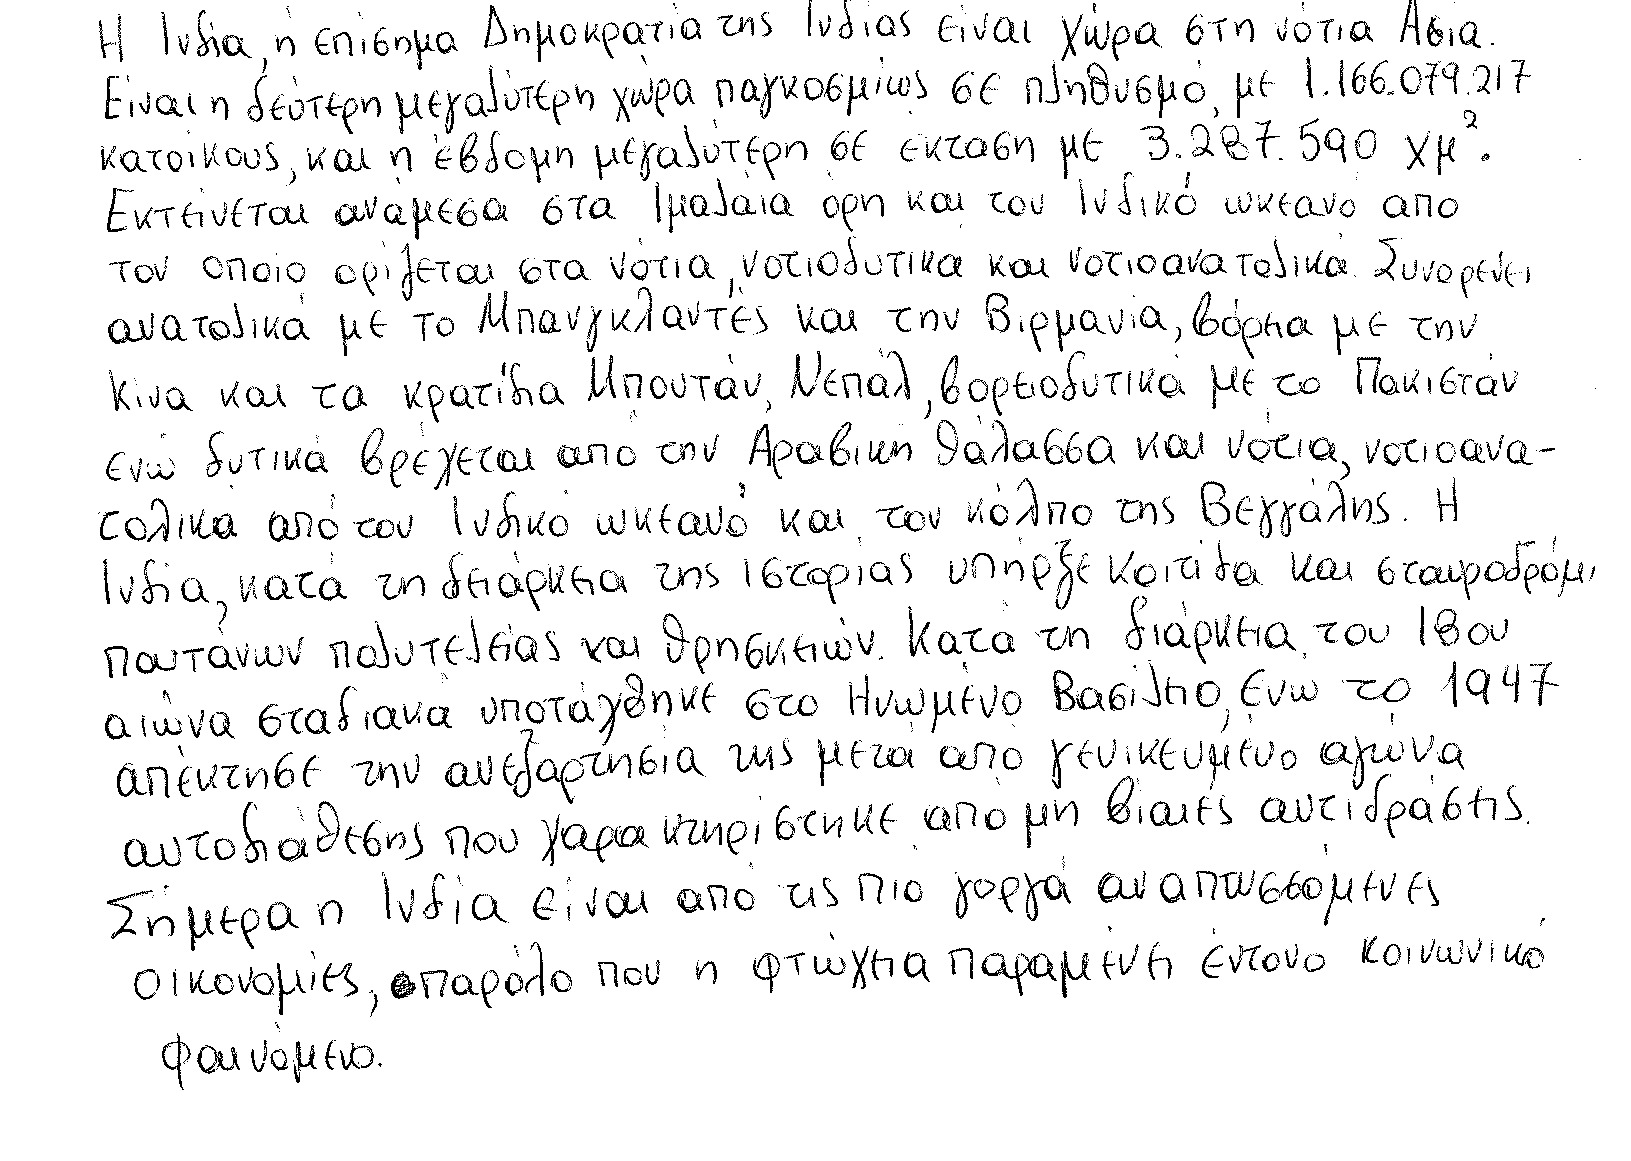 Η Ινδία, ή επίσημα Δημοκρατία της Ινδίας είναι χώρα στη νότια Ασία.
Είναι η δεύτερη μεγαλύτερη χώρα παγκοσμίως σε πληθυσμό, με 1.166.079.217
κατοίκους, και η έβδομη μεγαλύτερη σε έκταση με 3.287.590 χμ².
Εκτείνεται ανάμεσα στα Ιμαλάια όρη και τον Ινδικό ωκεανό από
τον οποίο ορίζεται στα νότια, νοτιοδυτικά και νοτιοανατολικά. Συνορεύει
ανατολικά με το Μπανγκλαντές και την Βιρμανία, βόρεια με την
Κίνα και τα κρατίδια Μπουτάν, Νεπάλ, βορειοδυτικά με το Πακιστάν
ενώ δυτικά βρέχεται από την Αραβική θάλασσα και νότια, νοτιοανα-
τολικά από τον Ινδικό ωκεανό και τον κόλπο της Βεγγάλης. Η
Ινδία, κατά τη δειάρκεια της ιστορίας υπήρξε κοιτίδα και σταυροδρόμι
παυτάνων πολυτελείας και θρησκειών. Κατά τη διάρκεια του 18ου
αιώνα σταδιακά υποτάχθηκε στο Ηνωμένο Βασίλειο, ενώ το 1947
απέκτησε την ανεξαρτησία της μετά από γενικευμένο αγώνα
αυτοδιάθεσης που χαρακτηρίστηκε από μη βίαιες αντιδράσεις.
Σήμερα η Ινδία είναι από τις πιο γοργά αναπτυσσόμενες
οικονομίες, παρόλο που η φτώχεια παραμένει έντονο κοινωνικό
φαινόμενο.